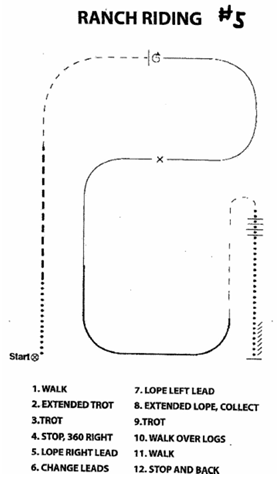 RANCH RIDING #5
Start
1. WALK
2. EXTENDED TROT
3.TROT
4. STOP, 360 RIGHT
5. LOPE RIGHT LEAD
6. CHANGE LEADS
7. LOPE LEFT LEAD
8. EXTENDED LOPE, COLLECT
9.TROT
10. WALK OVER LOGS
11. WALK
12. STOP AND BACK